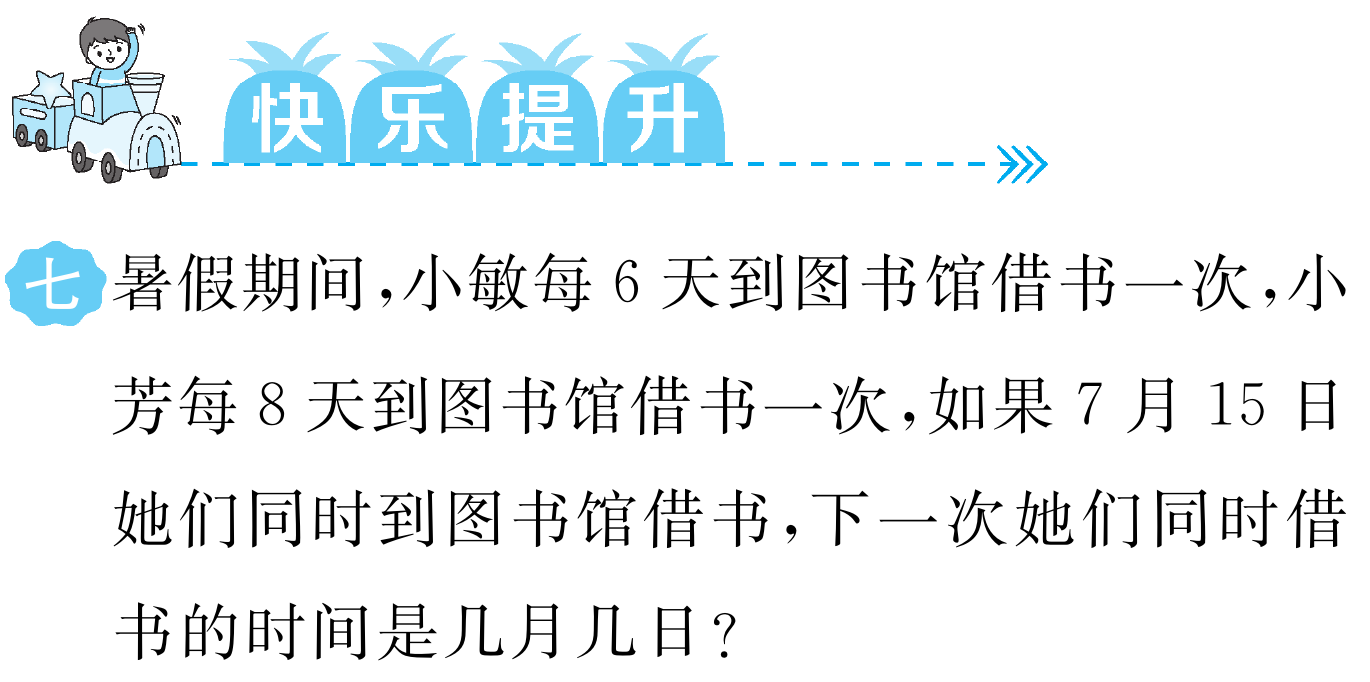 快乐提升
七 暑假期间,小敏每 6 天到图书馆借书一次,小
芳每 8 天到图书馆借书一次,如果 7 月 15 日
她们同时到图书馆借书,下一次她们同时借
书的时间是几月几日?